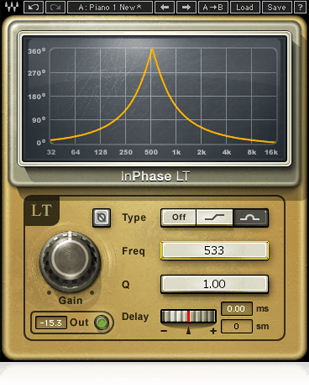 A: Piano 1 New * A→B Load Save ?
360°
270°
180°
90°
0°
32 64 128 250 500 1k 2k 4k 8k 16k
InPhase LT
LT
Type Off
Freq 533
Gain
Q 1.00
-15.3 Out
Delay 0.00 ms
0 sm
- +